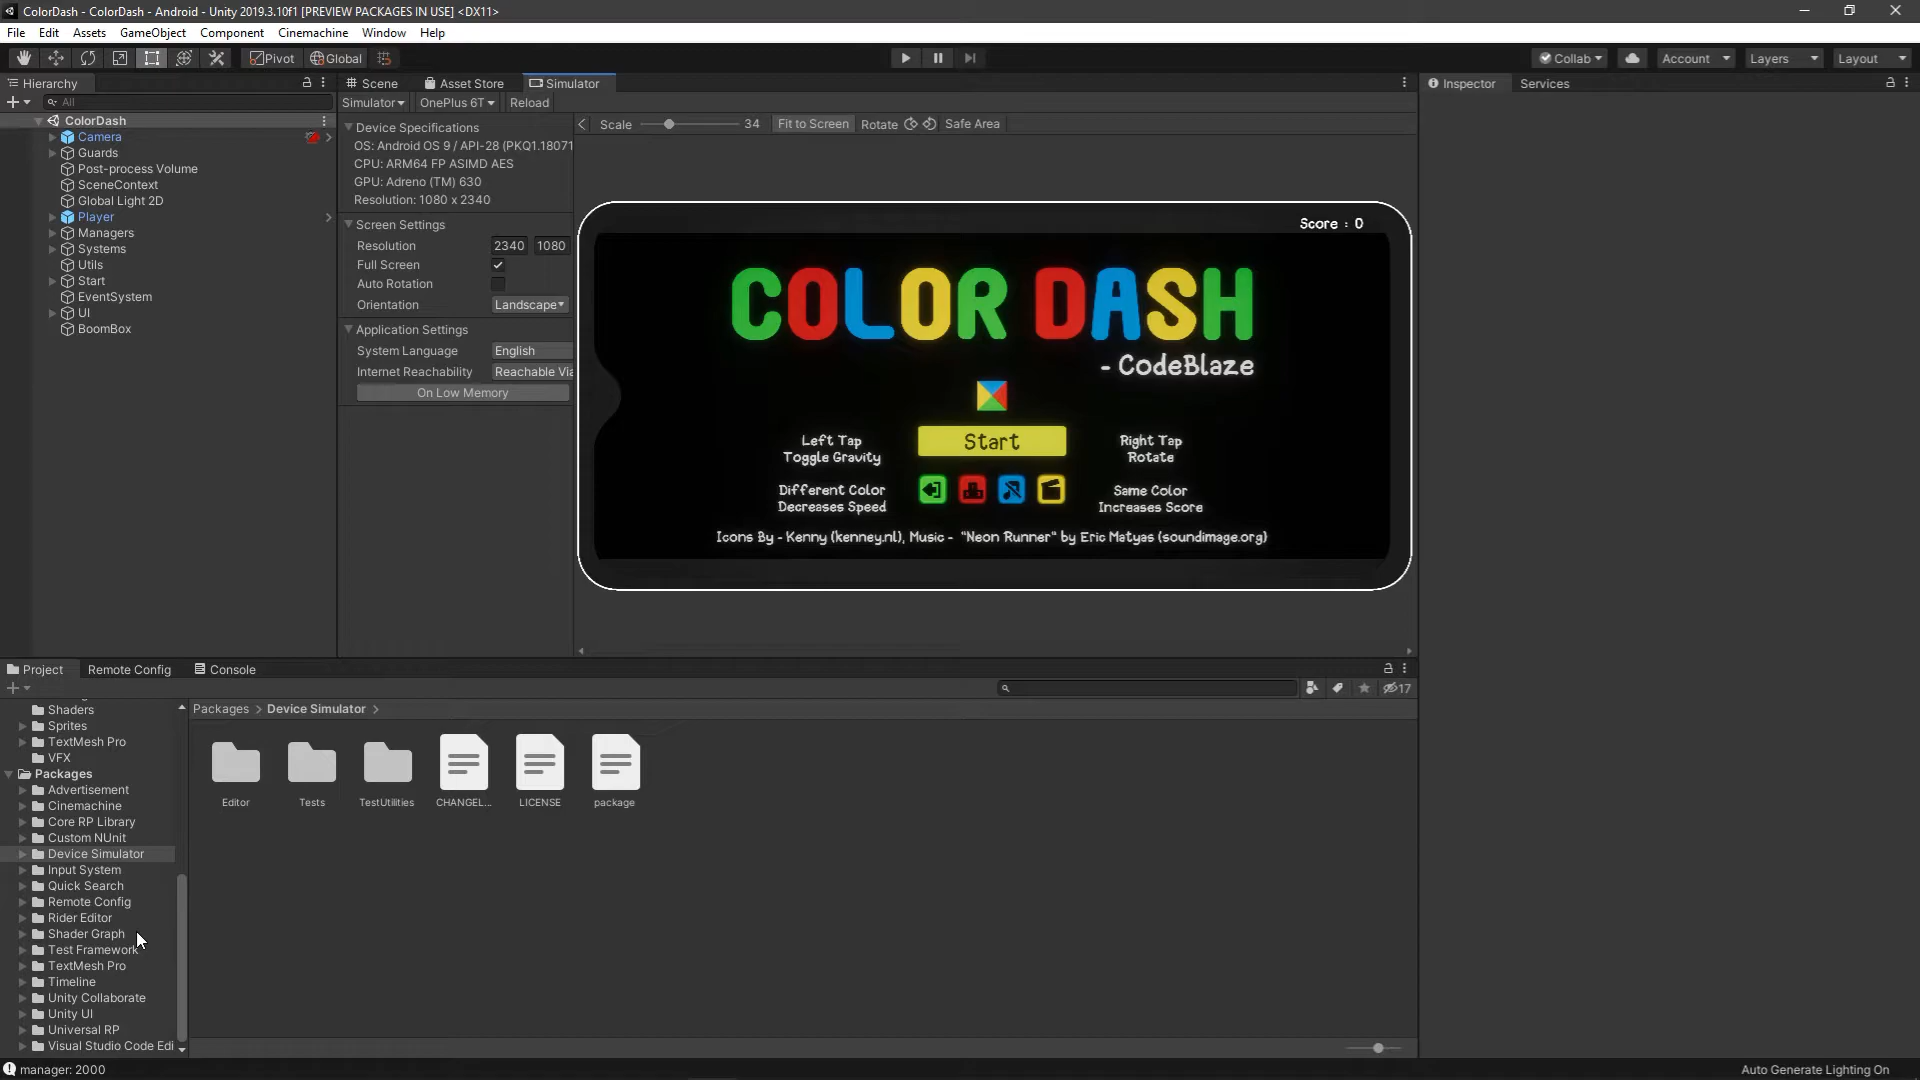 ColorDash - ColorDash - Android - Unity 2019.3.10f1 [PREVIEW PACKAGES IN USE] <DX11>
File Edit Assets GameObject Component Cinemachine Window Help
Pivot Global Collab Account Layers Layout
Hierarchy
All
ColorDash
Camera
Guards
Post-process Volume
SceneContext
Global Light 2D
Player
Managers
Systems
Utils
Start
EventSystem
UI
BoomBox
Scene Asset Store Simulator
Simulator OnePlus 6T Reload
Device Specifications
OS: Android OS 9 / API-28 (PKQ1.18071
CPU: ARM64 FP ASIMD AES
GPU: Adreno (TM) 630
Resolution: 1080 x 2340
Screen Settings
Resolution 2340 1080
Full Screen
Auto Rotation
Orientation Landscape
Application Settings
System Language English
Internet Reachability Reachable Via
On Low Memory
Scale 34 Fit to Screen Rotate Safe Area
Score : 0
COLOR DASH
- CodeBlaze
Left Tap
Toggle Gravity
Start
Right Tap
Rotate
Different Color
Decreases Speed
Same Color
Increases Score
Icons By - Kenny (kenney.nl), Music - "Neon Runner" by Eric Matyas (soundimage.org)
Inspector Services
Project Remote Config Console
17
Shaders
Sprites
TextMesh Pro
VFX
Packages
Advertisement
Cinemachine
Core RP Library
Custom NUnit
Device Simulator
Input System
Quick Search
Remote Config
Rider Editor
Shader Graph
Test Framework
TextMesh Pro
Timeline
Unity Collaborate
Unity UI
Universal RP
Visual Studio Code Edi
Packages > Device Simulator >
Editor Tests TestUtilities CHANGEL... LICENSE package
manager: 2000
Auto Generate Lighting On